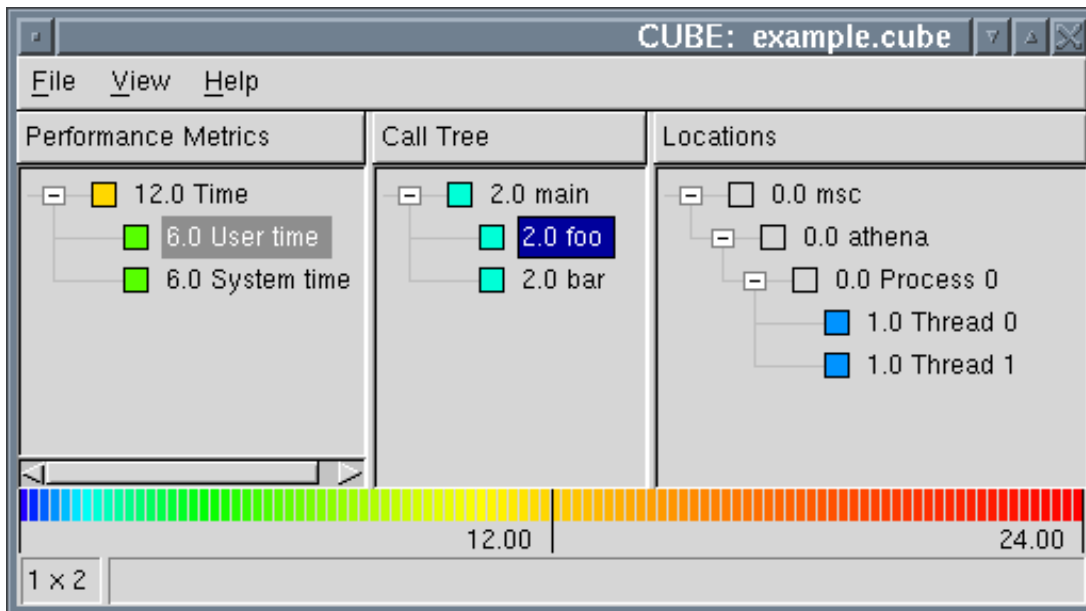 CUBE: example.cube
File View Help
Performance Metrics
Call Tree
Locations
12.0 Time
6.0 User time
6.0 System time
2.0 main
2.0 foo
2.0 bar
0.0 msc
0.0 athena
0.0 Process 0
1.0 Thread 0
1.0 Thread 1
12.00
24.00
1 x 2